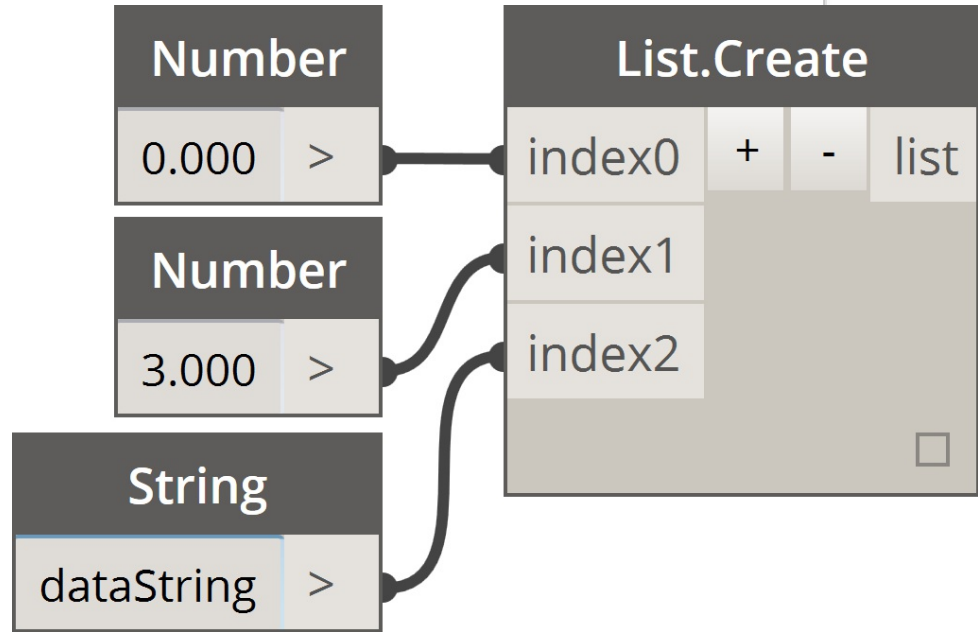 Number
0.000 >
Number
3.000 >
String
dataString >
List.Create
index0 + - list
index1
index2